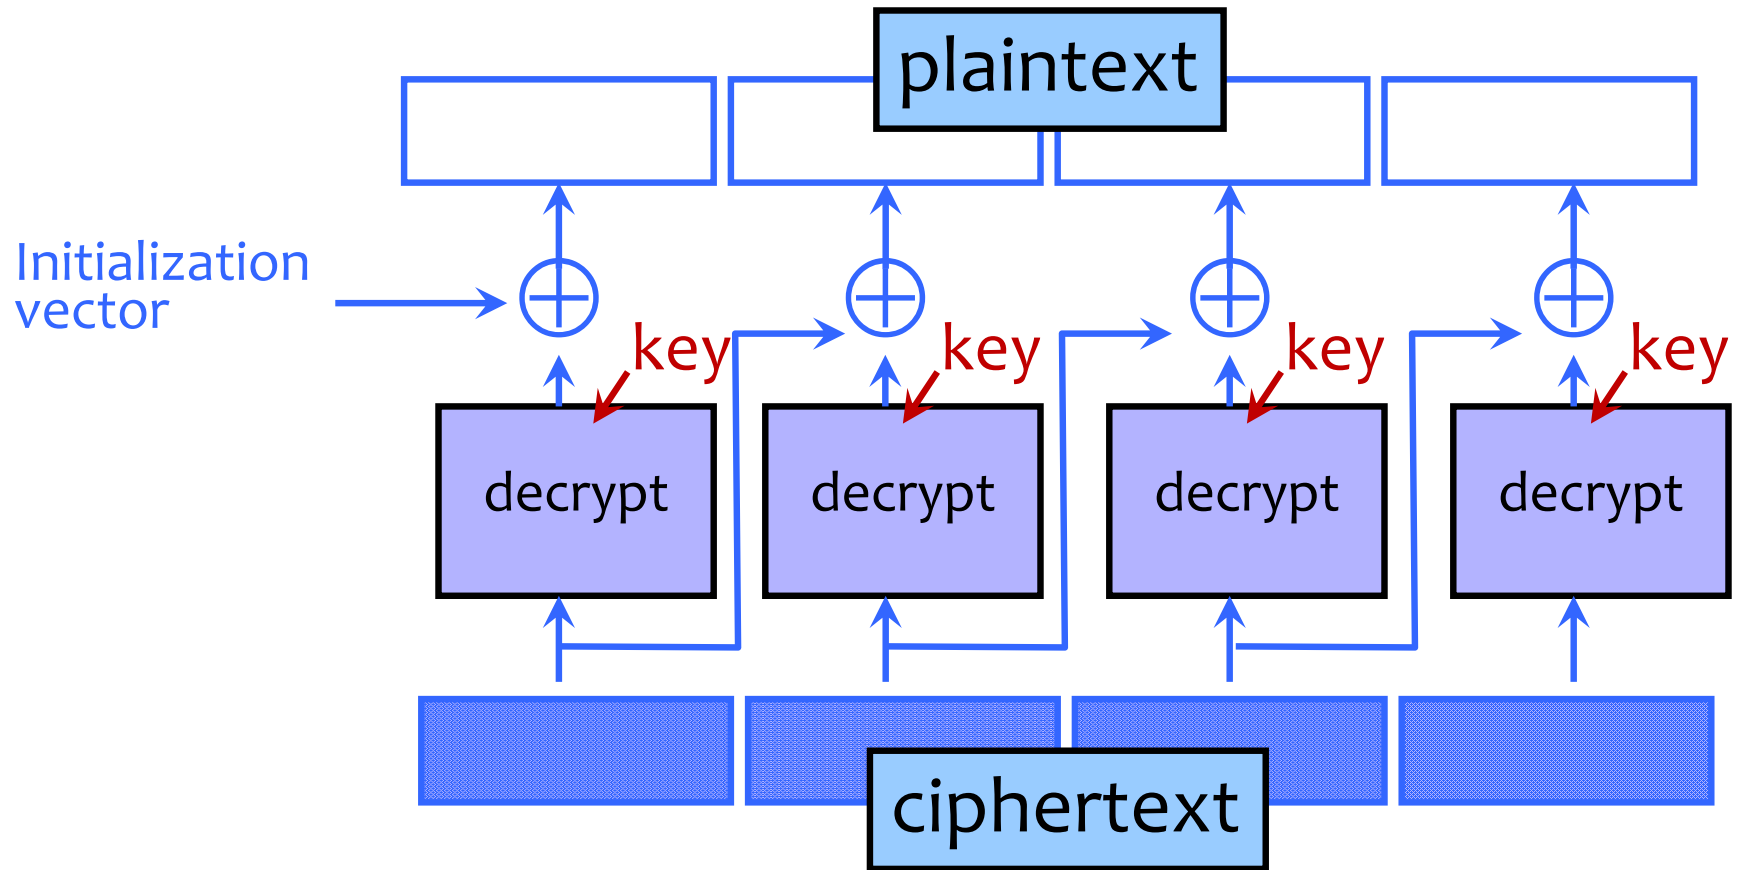 plaintext
Initialization
vector
key key key key
decrypt decrypt decrypt decrypt
ciphertext